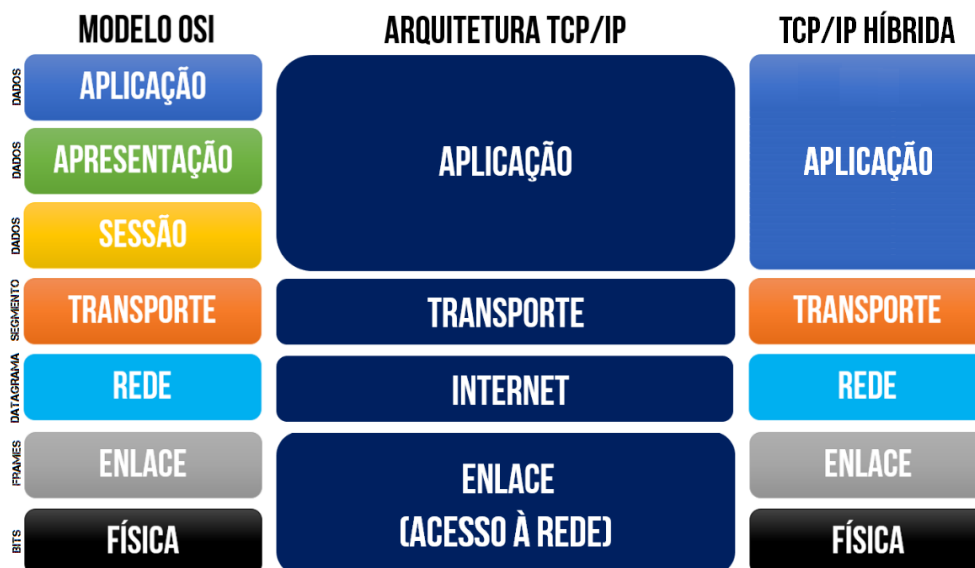 MODELO OSI
ARQUITETURA TCP/IP
TCP/IP HÍBRIDA
DADOS
APLICAÇÃO
DADOS
APRESENTAÇÃO
DADOS
SESSÃO
APLICAÇÃO
APLICAÇÃO
SEGMENTO
TRANSPORTE
TRANSPORTE
TRANSPORTE
DATAGRAMA
REDE
INTERNET
REDE
FRAMES
ENLACE
ENLACE
(ACESSO À REDE)
ENLACE
BITS
FÍSICA
FÍSICA